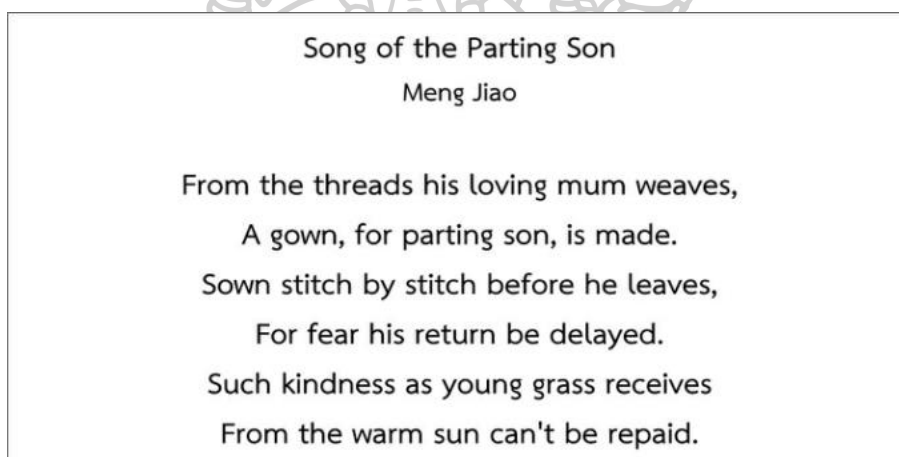 Song of the Parting Son
Meng Jiao
From the threads his loving mum weaves,
A gown, for parting son, is made.
Sown stitch by stitch before he leaves,
For fear his return be delayed.
Such kindness as young grass receives
From the warm sun can't be repaid.